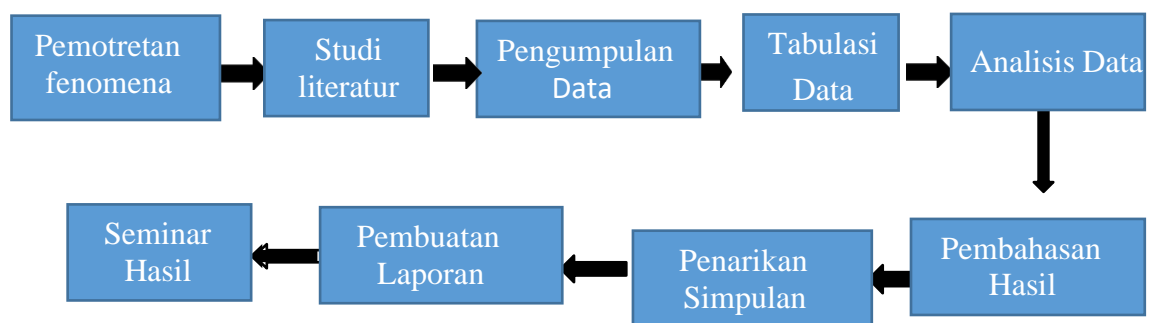 Pemotretan
fenomena
Studi
literatur
Pengumpulan
Data
Tabulasi
Data
Analisis Data
Pembahasan
Hasil
Penarikan
Simpulan
Pembuatan
Laporan
Seminar
Hasil